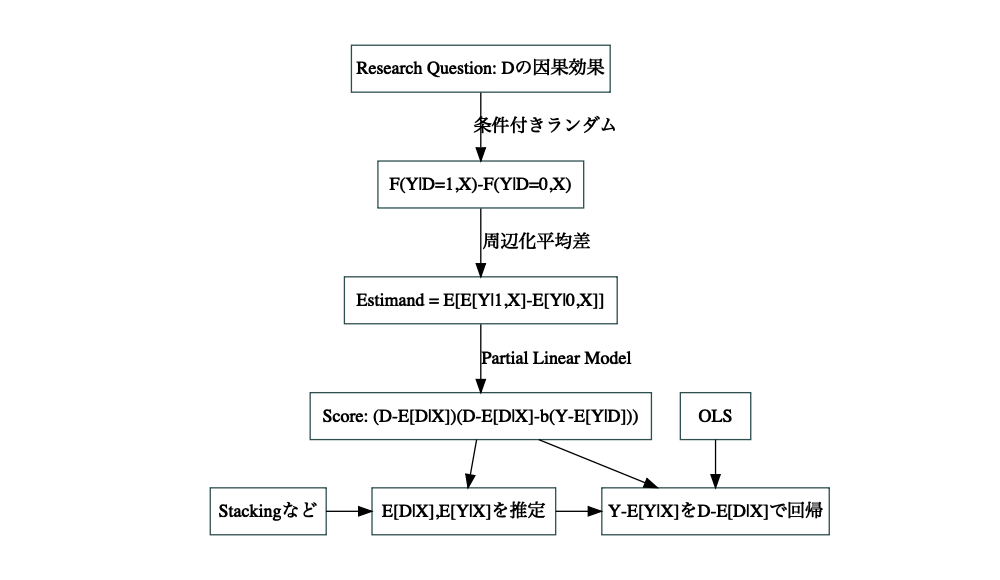 Research Question: Dの因果効果
条件付きランダム
F(Y|D=1,X)-F(Y|D=0,X)
周辺化平均差
Estimand = E[E[Y|1,X]-E[Y|0,X]]
Partial Linear Model
Score: (D-E[D|X])(D-E[D|X]-b(Y-E[Y|D]))
OLS
Stackingなど
E[D|X],E[Y|X]を推定
Y-E[Y|X]をD-E[D|X]で回帰